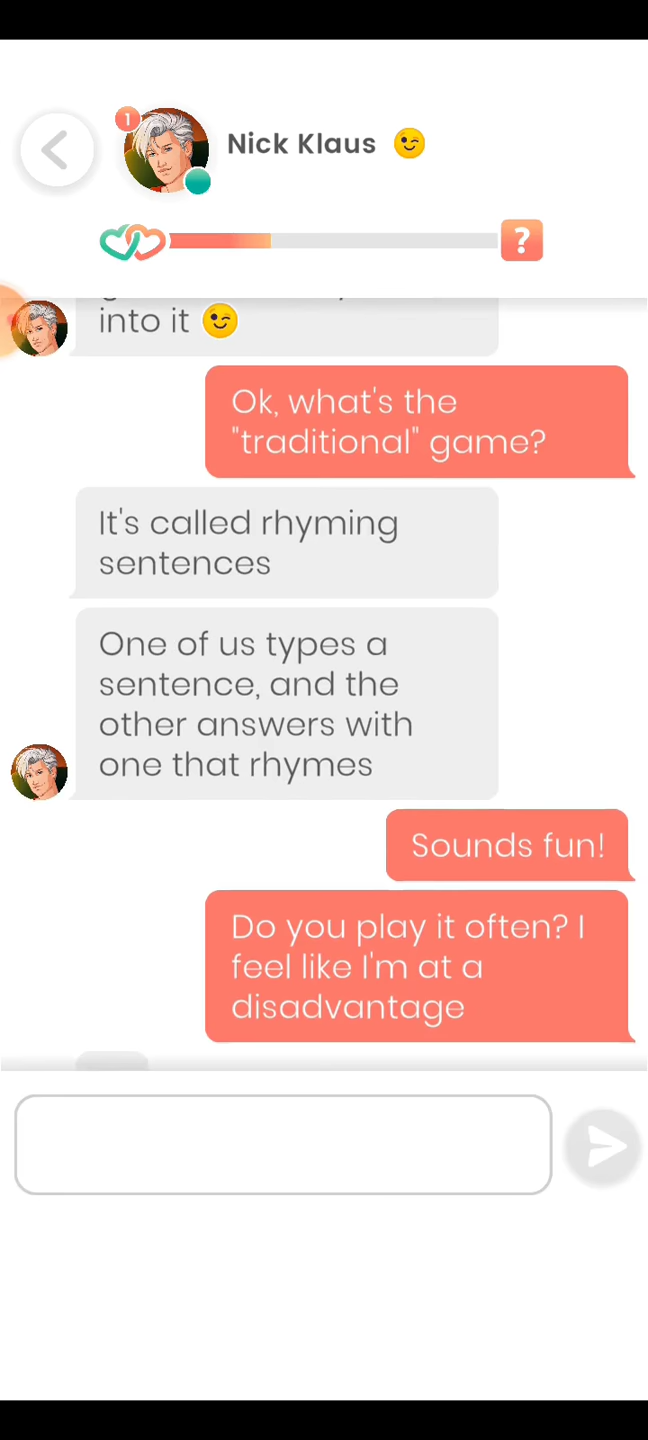 1
Nick Klaus 😉
?
into it 😉
Ok, what's the
"traditional" game?
It's called rhyming
sentences
One of us types a
sentence, and the
other answers with
one that rhymes
Sounds fun!
Do you play it often? I
feel like I'm at a
disadvantage